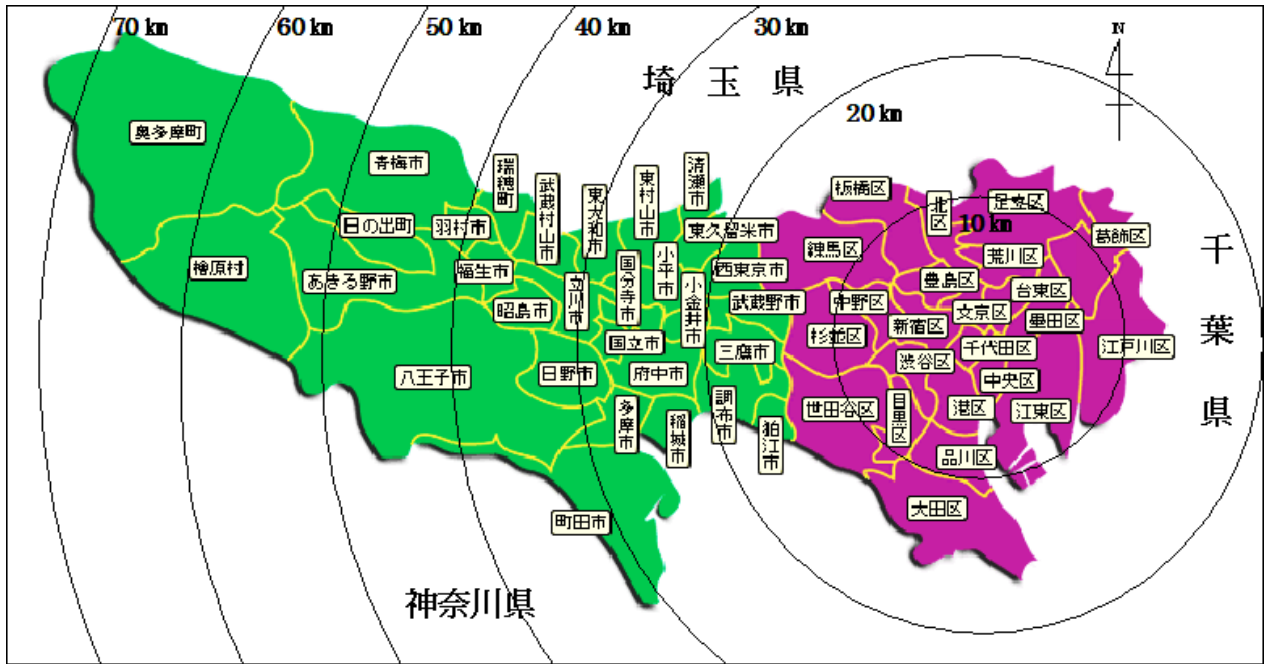 70 km
60 km
50 km
40 km
30 km
N
埼玉県
20 km
奥多摩町
青梅市
瑞穂町
武蔵村山市
東大和市
東村山市
清瀬市
板橋区
北区
足立区
10 km
日の出町
羽村市
東久留米市
練馬区
葛飾区
荒川区
檜原村
あきる野市
福生市
昭島市
立川市
国分寺市
小平市
小金井市
西東京市
武蔵野市
中野区
豊島区
台東区
文京区
墨田区
新宿区
杉並区
千代田区
江戸川区
千葉県
国立市
三鷹市
渋谷区
中央区
八王子市
日野市
府中市
多摩市
稲城市
調布市
狛江市
世田谷区
目黒区
港区
江東区
品川区
大田区
町田市
神奈川県